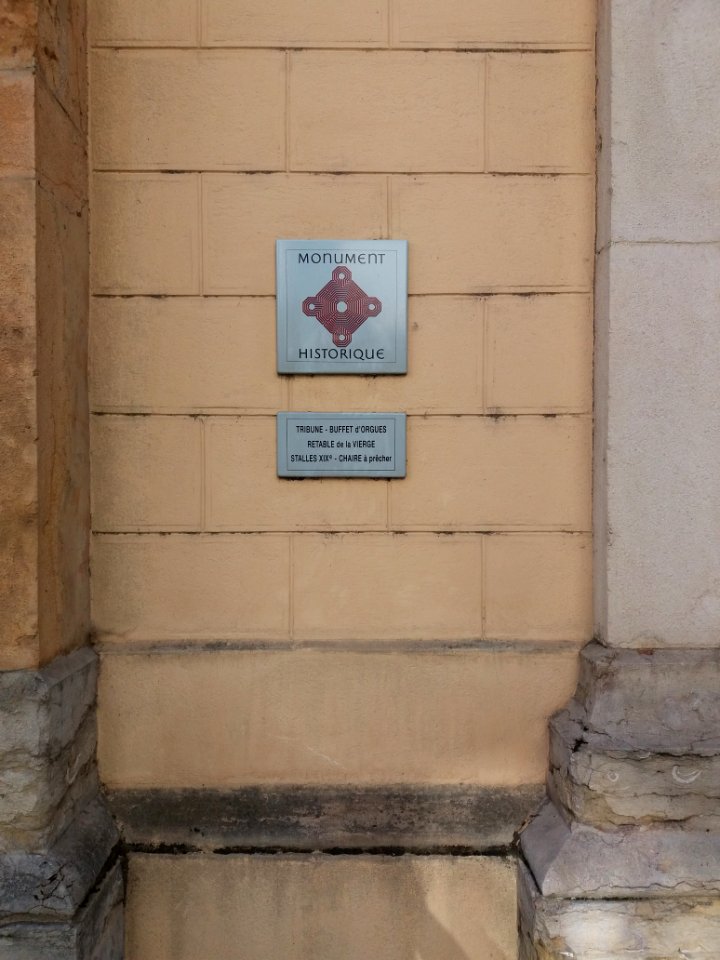 MONUMENT
HISTORIQUE
TRIBUNE - BUFFET d'ORGUES
RETABLE de la VIERGE
STALLES XIXᵉ - CHAIRE à prêcher